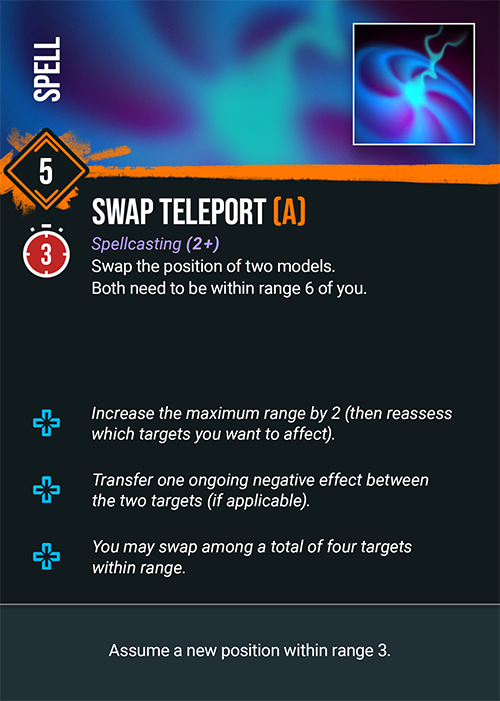 SPELL
5
SWAP TELEPORT (A)
3
Spellcasting (2+)
Swap the position of two models.
Both need to be within range 6 of you.
Increase the maximum range by 2 (then reassess
which targets you want to affect).
Transfer one ongoing negative effect between
the two targets (if applicable).
You may swap among a total of four targets
within range.
Assume a new position within range 3.